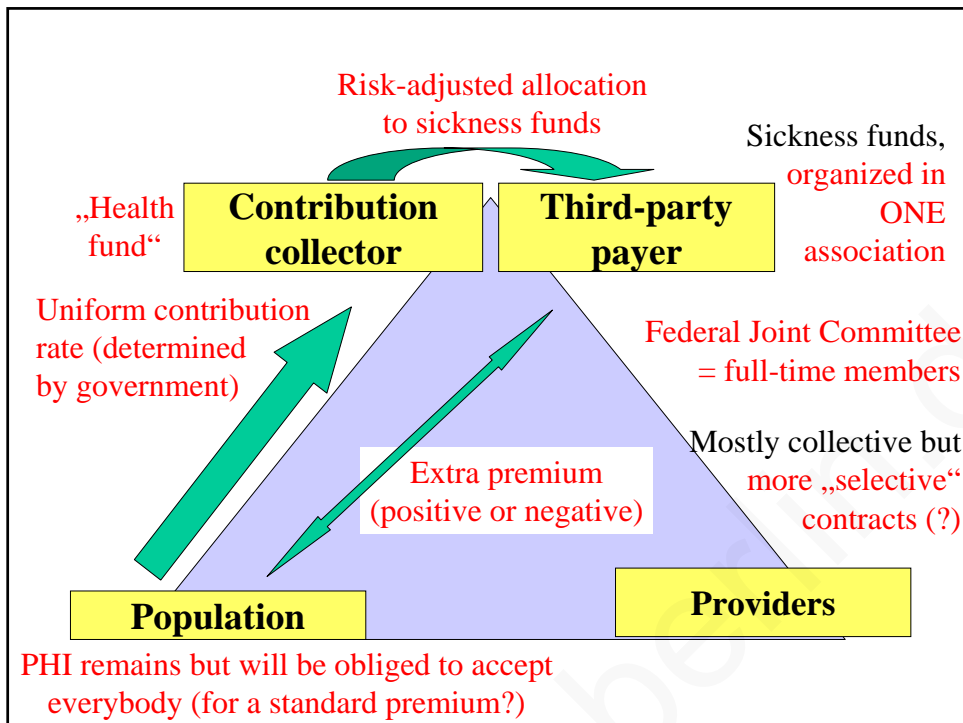 Risk-adjusted allocation
to sickness funds
Sickness funds,
organized in
ONE
association
„Health
fund“
Contribution
collector
Third-party
payer
Uniform contribution
rate (determined
by government)
Federal Joint Committee
= full-time members
Mostly collective but
more „selective“
contracts (?)
Extra premium
(positive or negative)
Population
Providers
PHI remains but will be obliged to accept
everybody (for a standard premium?)
berlin.d